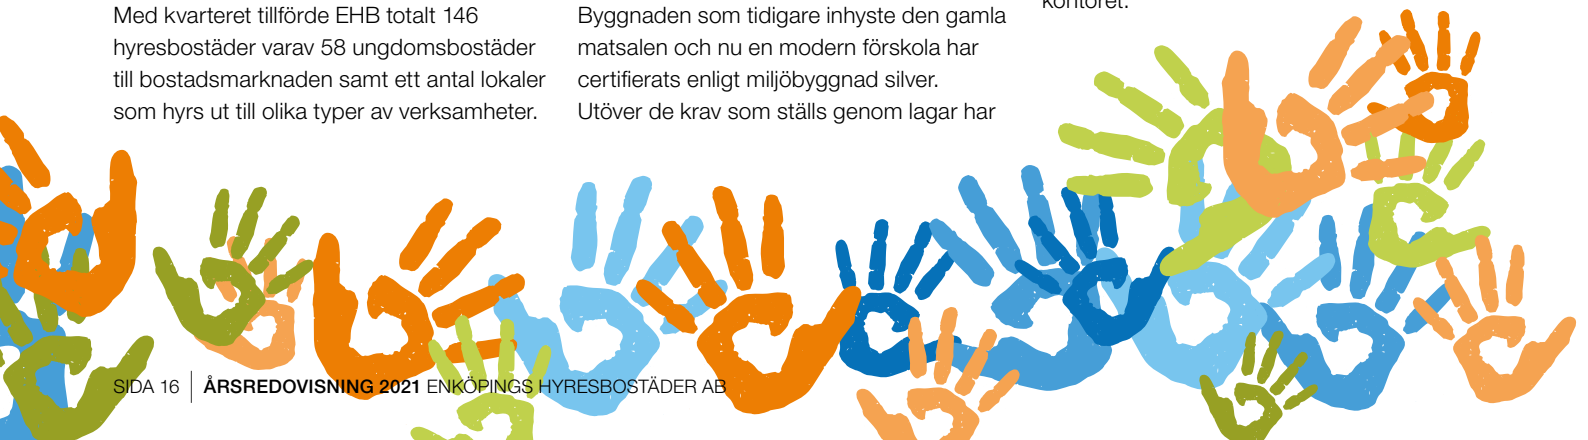 Med kvarteret tillförde EHB totalt 146
hyresbostäder varav 58 ungdomsbostäder
till bostadsmarknaden samt ett antal lokaler
som hyrs ut till olika typer av verksamheter.
Byggnaden som tidigare inhyste den gamla
matsalen och nu en modern förskola har
certifierats enligt miljöbyggnad silver.
Utöver de krav som ställs genom lagar har
kontoret.
SIDA 16 | ÅRSREDOVISNING 2021 ENKÖPINGS HYRESBOSTÄDER AB